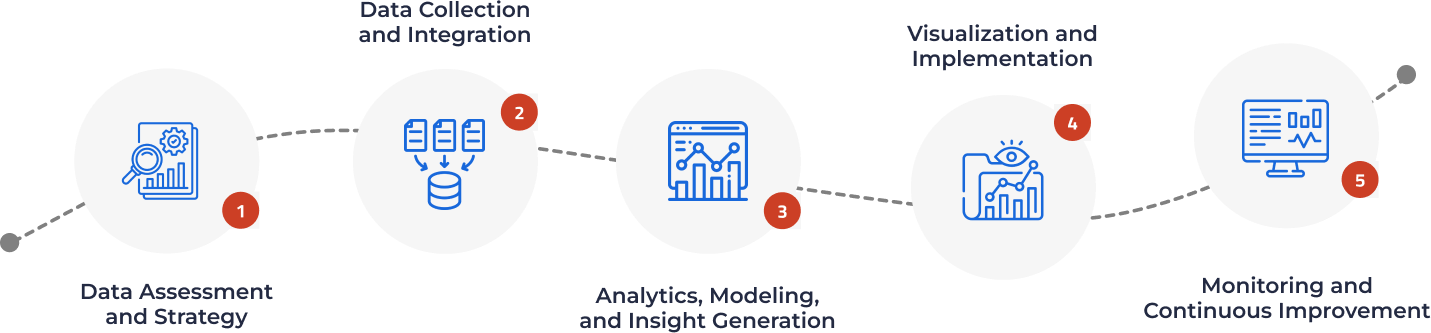 1
Data Assessment
and Strategy
Data Collection
and Integration
2
3
Analytics, Modeling,
and Insight Generation
Visualization and
Implementation
4
5
Monitoring and
Continuous Improvement